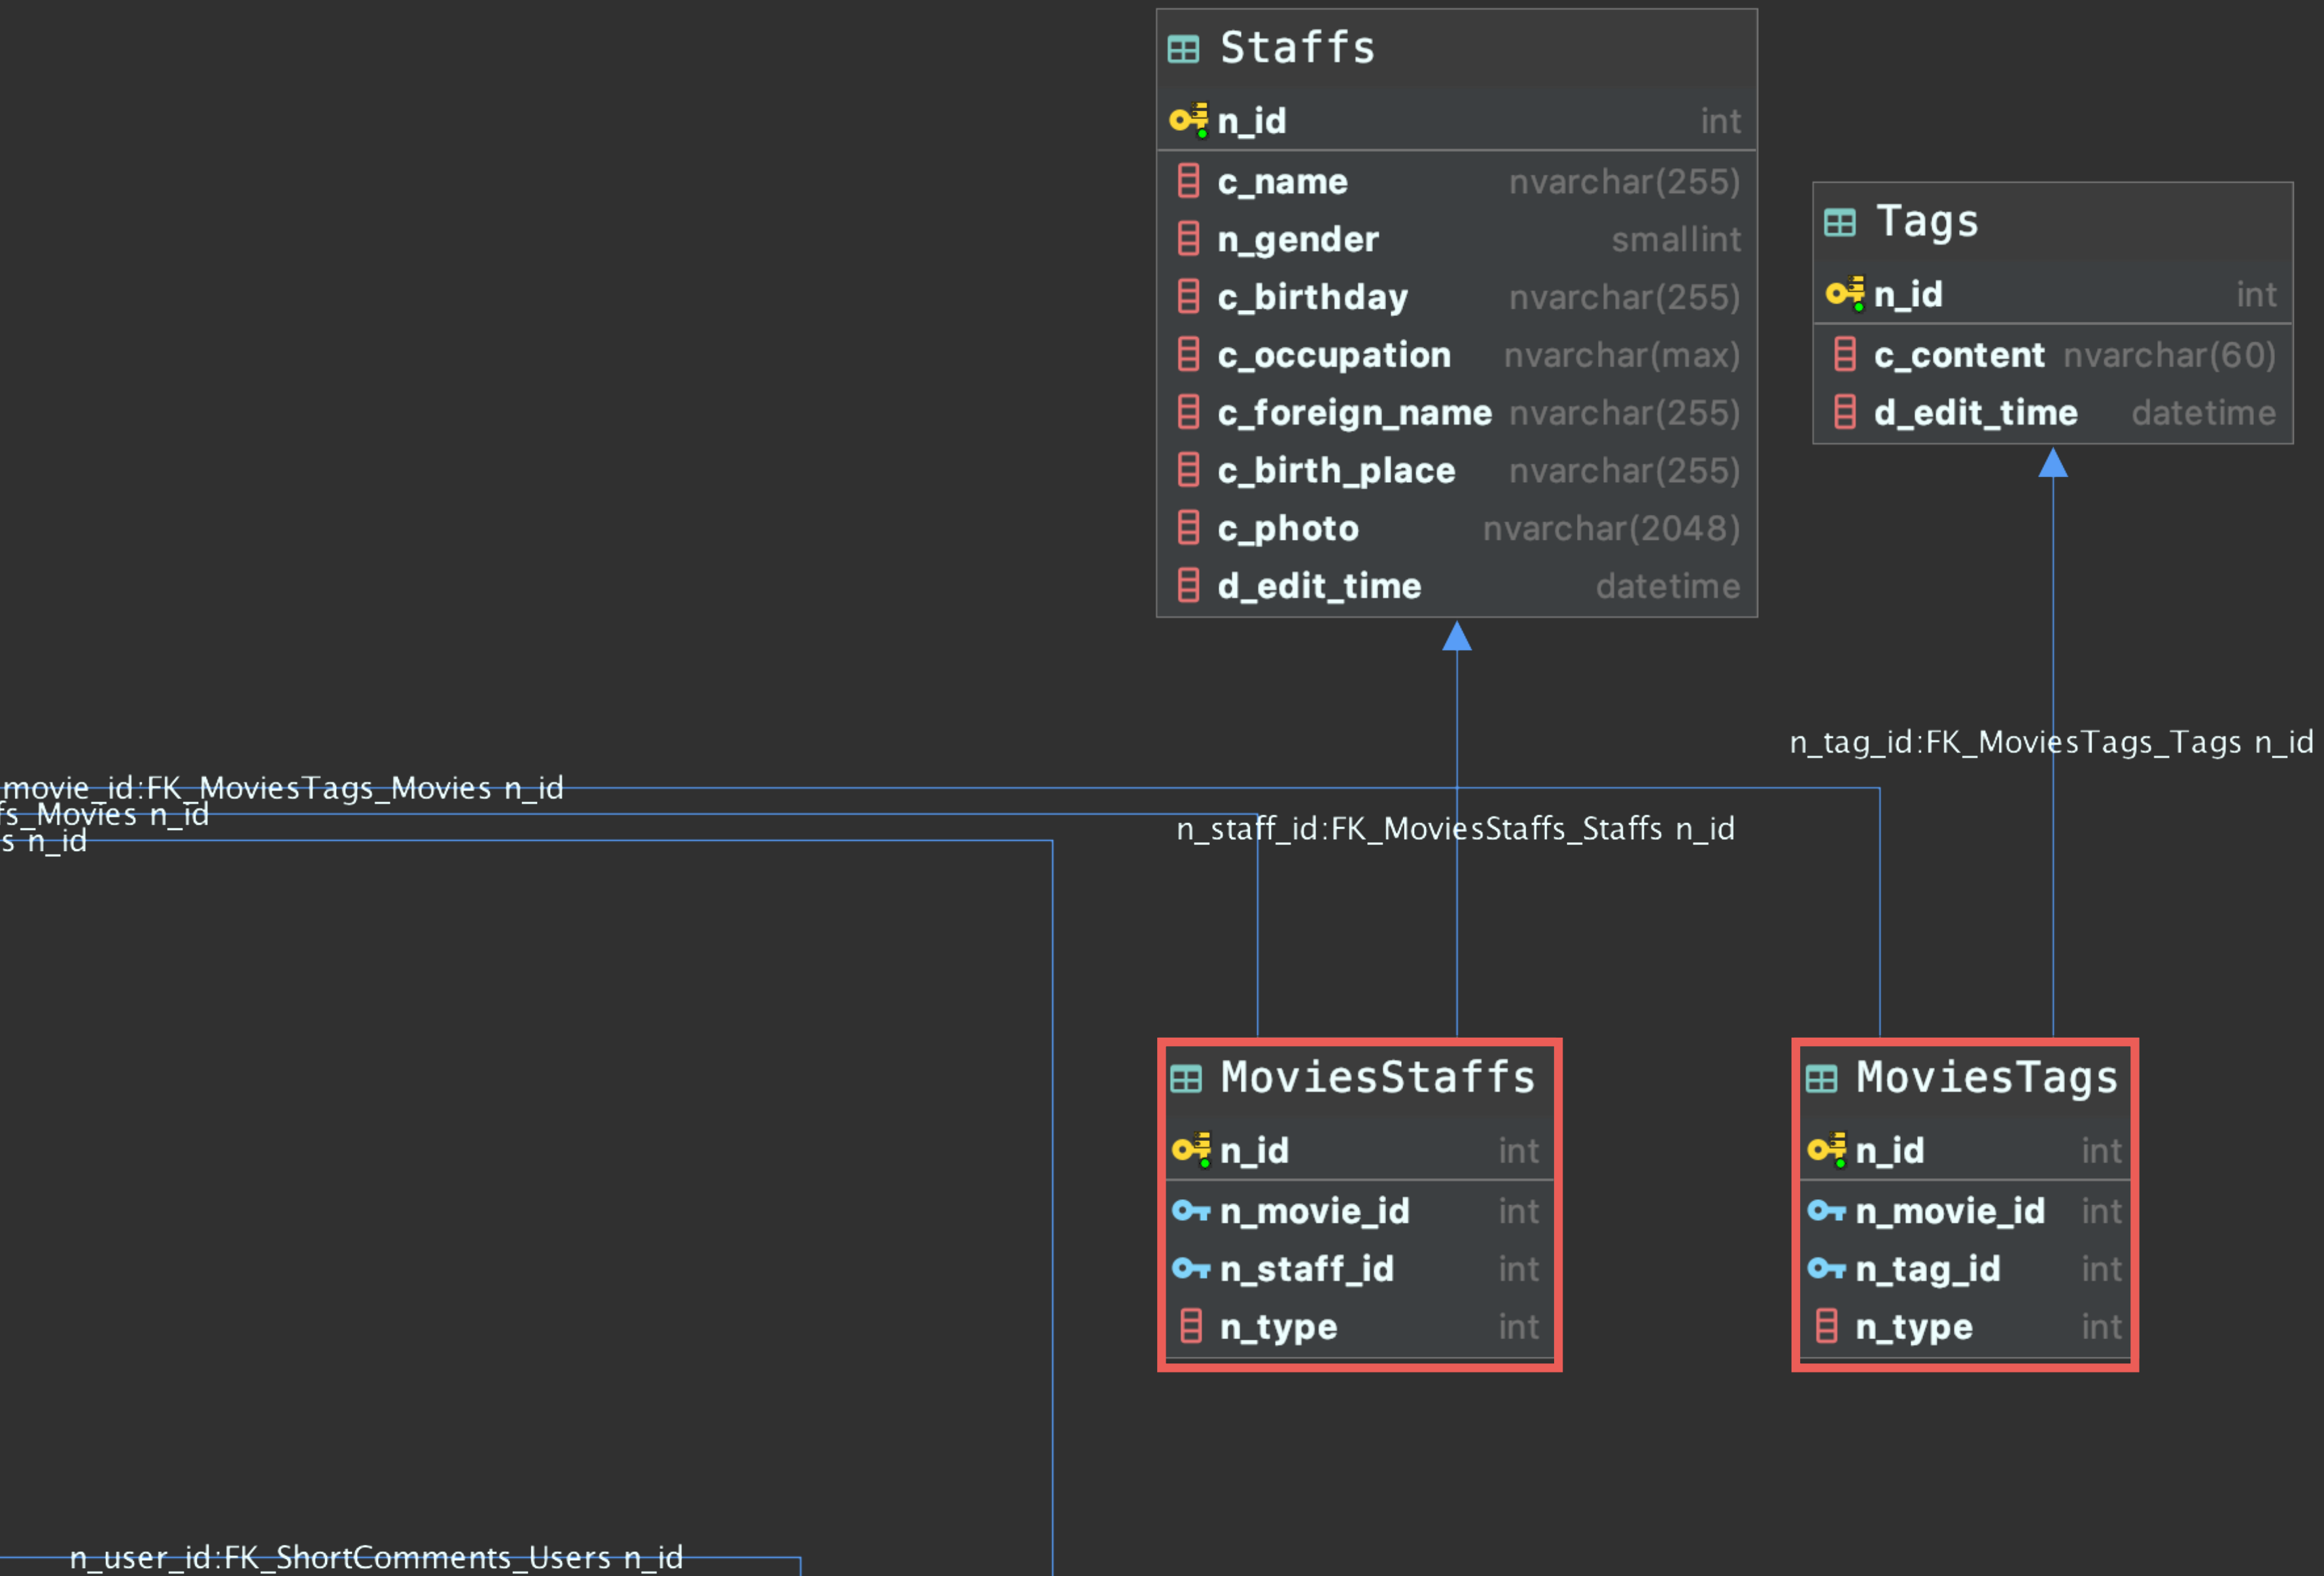 Staffs
n_id int
c_name nvarchar(255)
n_gender smallint
c_birthday nvarchar(255)
c_occupation nvarchar(max)
c_foreign_name nvarchar(255)
c_birth_place nvarchar(255)
c_photo nvarchar(2048)
d_edit_time datetime
Tags
n_id int
c_content nvarchar(60)
d_edit_time datetime
n_tag_id:FK_MoviesTags_Tags n_id
movie_id:FK_MoviesTags_Movies n_id
fs_Movies n_id
s n_id
n_staff_id:FK_MoviesStaffs_Staffs n_id
MoviesStaffs
n_id int
n_movie_id int
n_staff_id int
n_type int
MoviesTags
n_id int
n_movie_id int
n_tag_id int
n_type int
n_user_id:FK_ShortComments_Users n_id